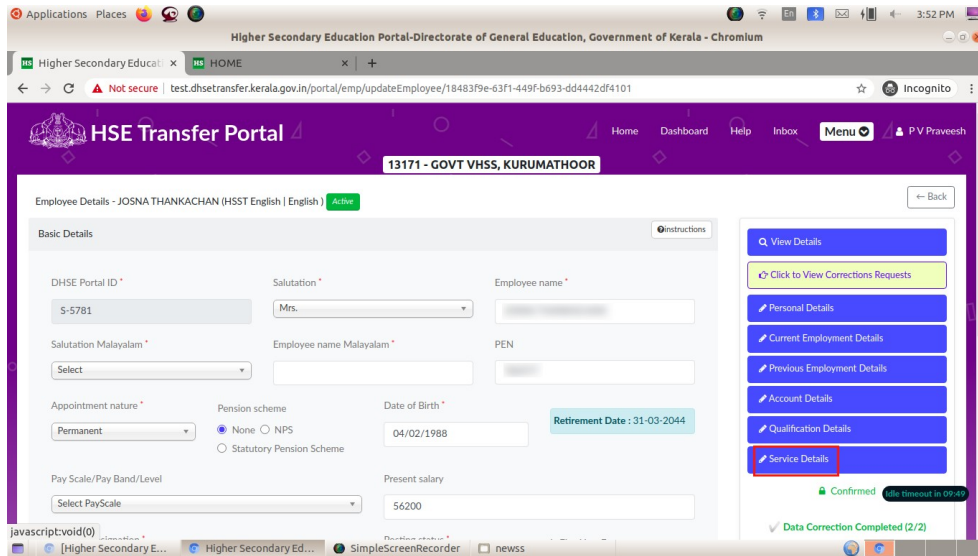 Applications Places En 3:52 PM
Higher Secondary Education Portal-Directorate of General Education, Government of Kerala - Chromium
HS Higher Secondary Educati × HS HOME × +
Not secure | test.dhsetransfer.kerala.gov.in/portal/emp/updateEmployee/18483f9e-63f1-449f-b693-dd4442df4101 Incognito
HSE Transfer Portal Home Dashboard Help Inbox Menu P V Praveesh
13171 - GOVT VHSS, KURUMATHOOR
Employee Details - JOSNA THANKACHAN (HSST English | English ) Active ← Back
Basic Details instructions
View Details
Click to View Corrections Requests
Personal Details
Current Employment Details
Previous Employment Details
Account Details
Qualification Details
Service Details
Confirmed Idle timeout in 09:49
Data Correction Completed (2/2)
DHSE Portal ID * Salutation * Employee name *
S-5781 Mrs.
Salutation Malayalam * Employee name Malayalam * PEN
Select
Appointment nature * Pension scheme Date of Birth *
Permanent None NPS 04/02/1988 Retirement Date : 31-03-2044
Statutory Pension Scheme
Pay Scale/Pay Band/Level Present salary
Select PayScale 56200
javascript:void(0)
[Higher Secondary E... Higher Secondary Ed... SimpleScreenRecorder newss